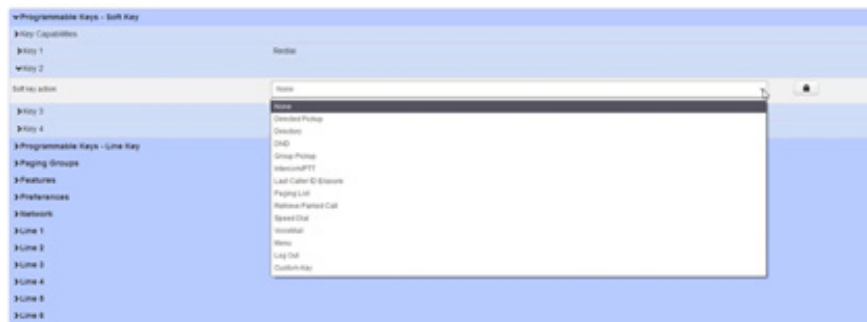 Programmable Keys - Soft Key
Key Capabilities
Key 1 Redial
Key 2
Soft key action None
None
Directed Pickup
Directory
DND
Group Pickup
Intercom/PTT
Last Caller ID Erasure
Paging List
Retrieve Parked Call
Speed Dial
VoiceMail
Menu
Log Out
Custom Key
Key 3
Key 4
Programmable Keys - Line Key
Paging Groups
Features
Preferences
Network
Line 1
Line 2
Line 3
Line 4
Line 5
Line 6